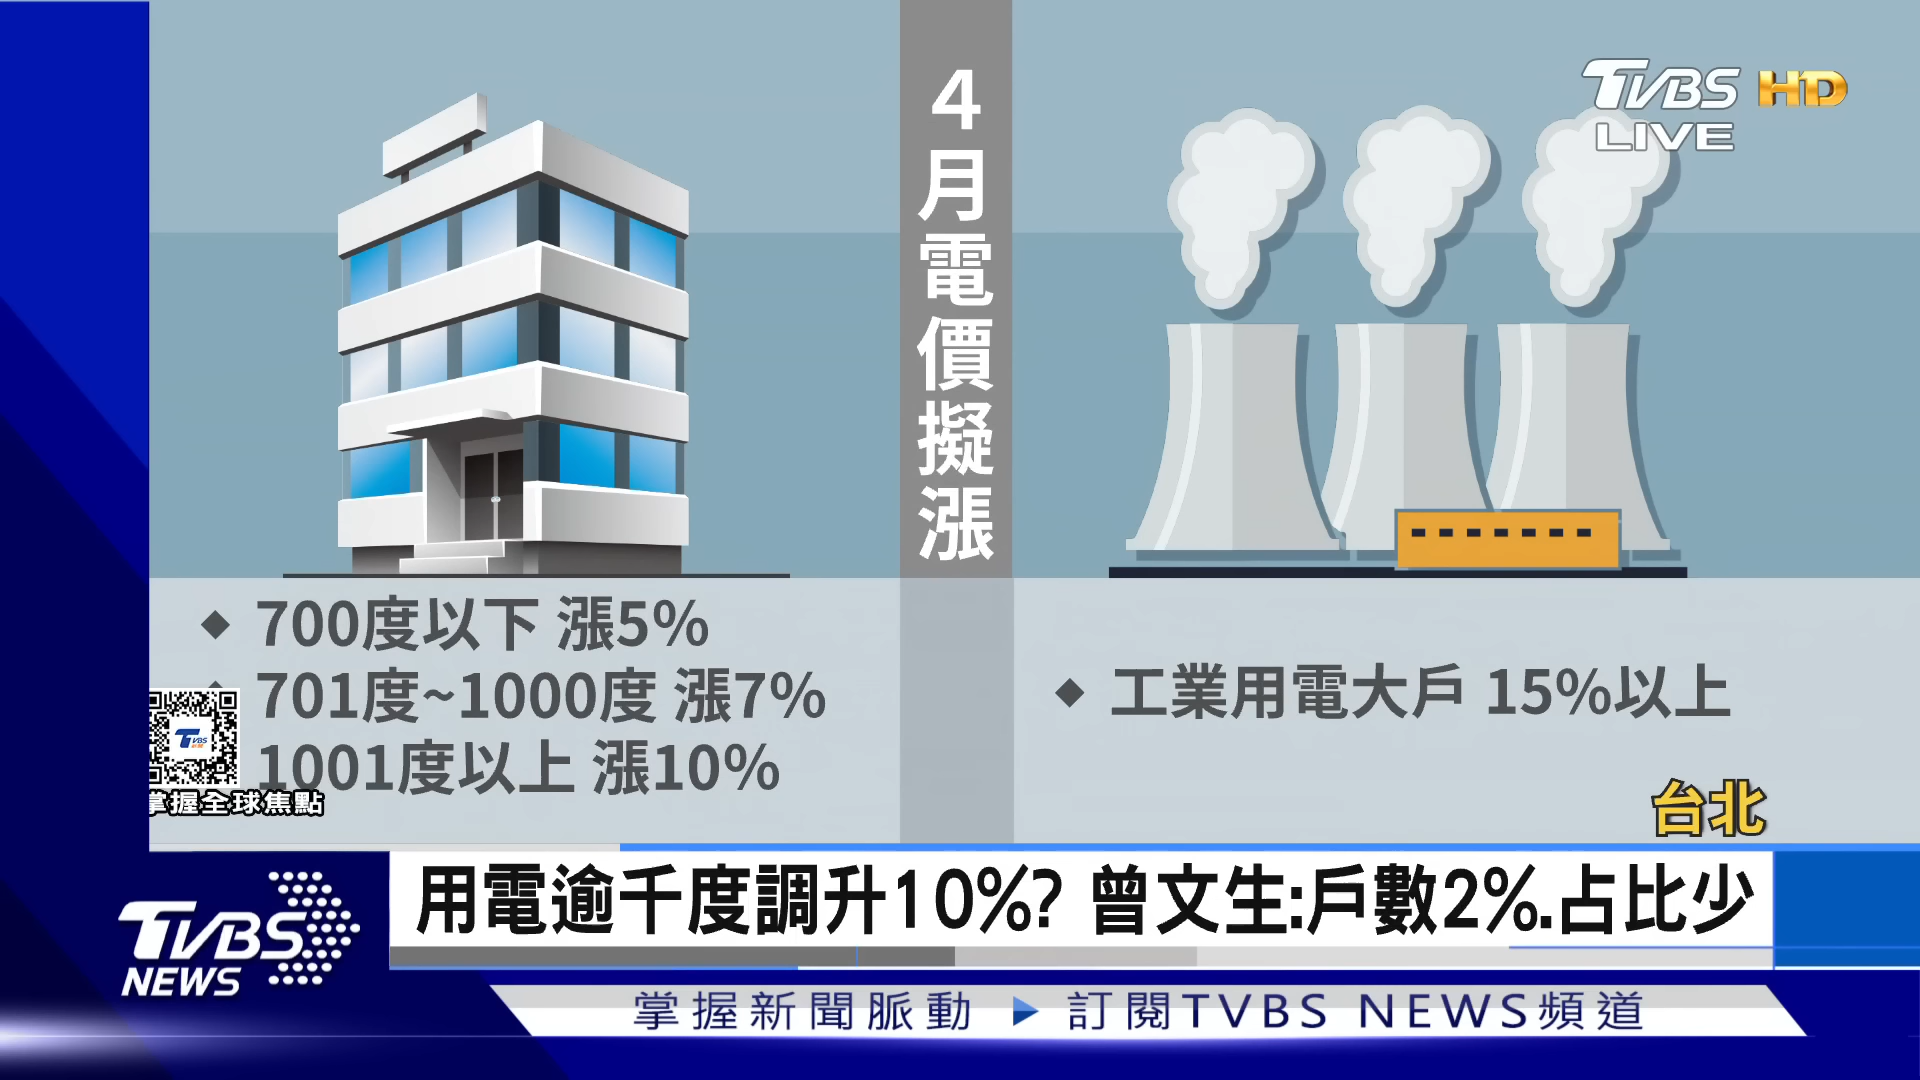 TVBS HD
LIVE
4月電價擬漲
700度以下 漲5%
701度~1000度 漲7%
1001度以上 漲10%
工業用電大戶 15%以上
TVBS
掌握全球焦點
台北
用電逾千度調升10%? 曾文生:戶數2%.占比少
TVBS
NEWS
掌握新聞脈動 ▶ 訂閱TVBS NEWS頻道